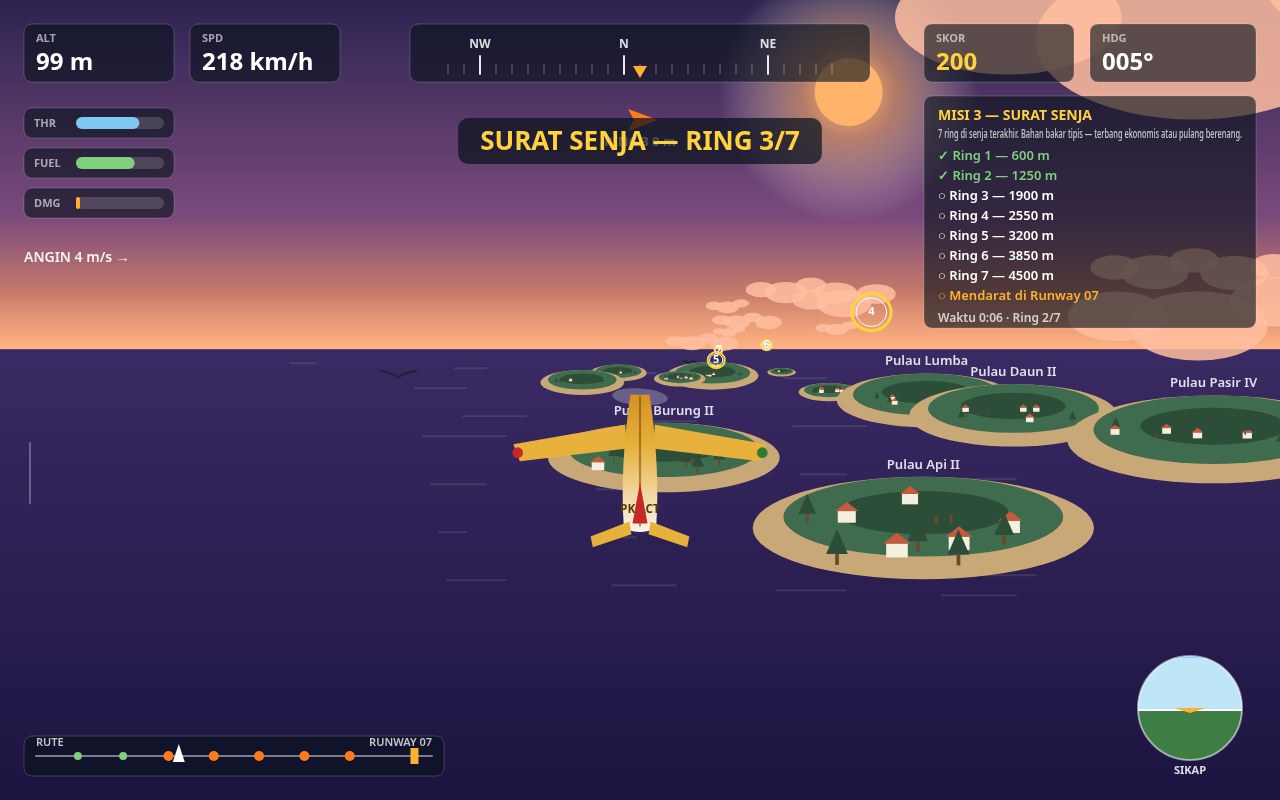 ALT
99 m
SPD
218 km/h
NW
N
NE
SKOR
200
HDG
005°
THR
FUEL
DMG
ANGIN 4 m/s →
SURAT SENJA — RING 3/7
MISI 3 — SURAT SENJA
7 ring di senja terakhir. Bahan bakar tipis — terbang ekonomis atau pulang berenang.
✓ Ring 1 — 600 m
✓ Ring 2 — 1250 m
○ Ring 3 — 1900 m
○ Ring 4 — 2550 m
○ Ring 5 — 3200 m
○ Ring 6 — 3850 m
○ Ring 7 — 4500 m
○ Mendarat di Runway 07
Waktu 0:06 · Ring 2/7
4
7
6
5
Pulau Lumba
Pulau Daun II
Pulau Pasir IV
Burung II
Pulau Api II
RUTE
RUNWAY 07
SIKAP